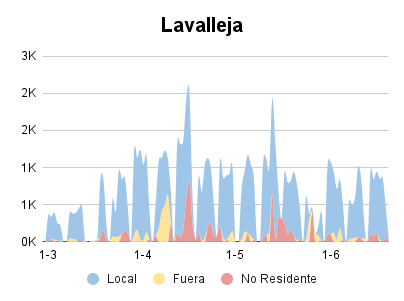 Lavalleja
3K
2K
2K
1K
1K
0K
1-3 1-4 1-5 1-6
Local Fuera No Residente